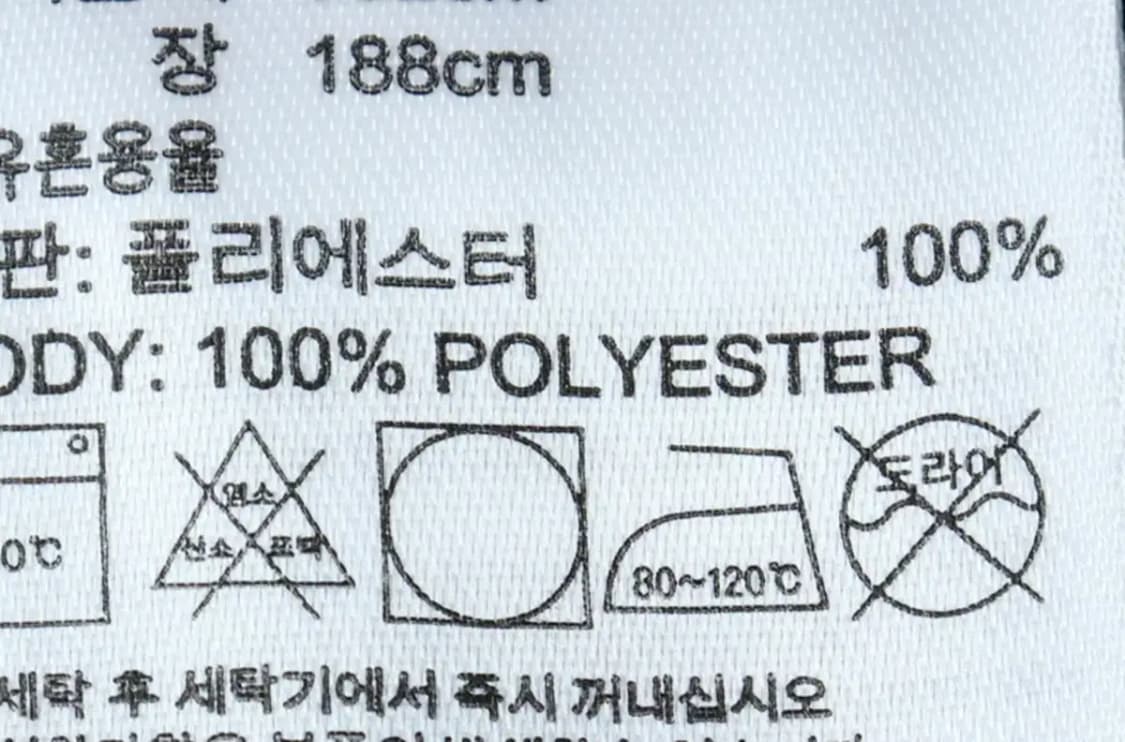 장 188cm
유혼용율
판: 폴리에스터 100%
ODY: 100% POLYESTER
염소
산소 표백
0℃
80~120℃
드라이
세탁 후 세탁기에서 즉시 꺼내십시오